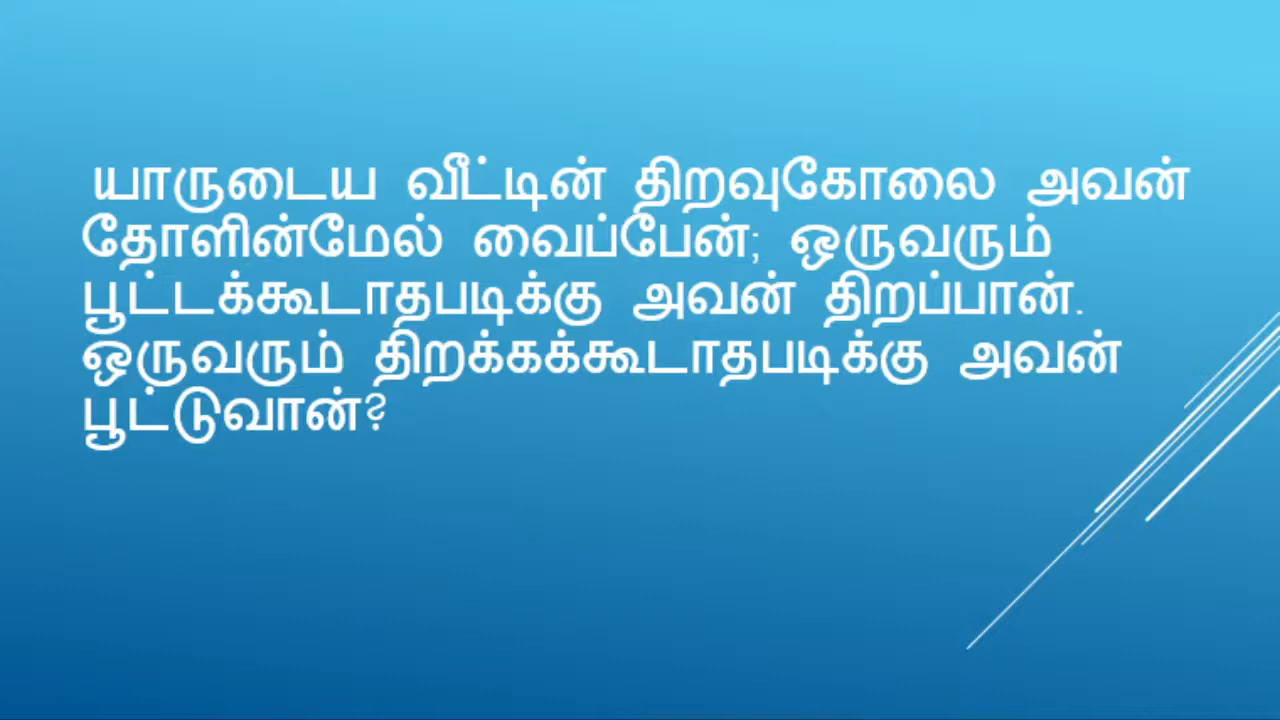 யாருடைய வீட்டின் திறவுகோலை அவன்
தோளின்மேல் வைப்பேன்; ஒருவரும்
பூட்டக்கூடாதபடிக்கு அவன் திறப்பான்.
ஒருவரும் திறக்கக்கூடாதபடிக்கு அவன்
பூட்டுவான்?